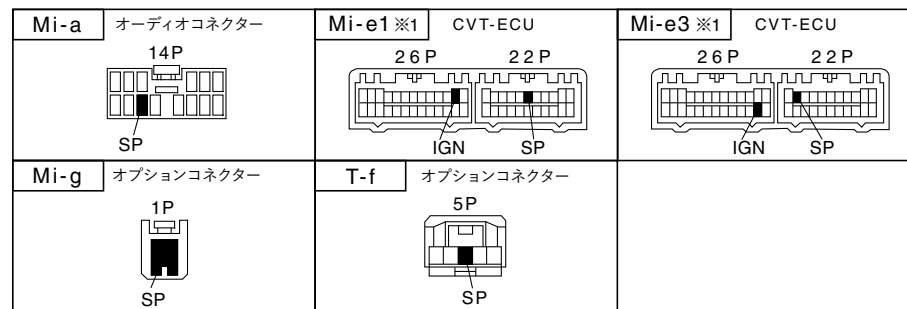 Mi-a オーディオコネクター
14P
SP
Mi-e1 ※1 CVT-ECU
26P 22P
IGN SP
Mi-e3 ※1 CVT-ECU
26P 22P
IGN SP
Mi-g オプションコネクター
1P
SP
T-f オプションコネクター
5P
SP